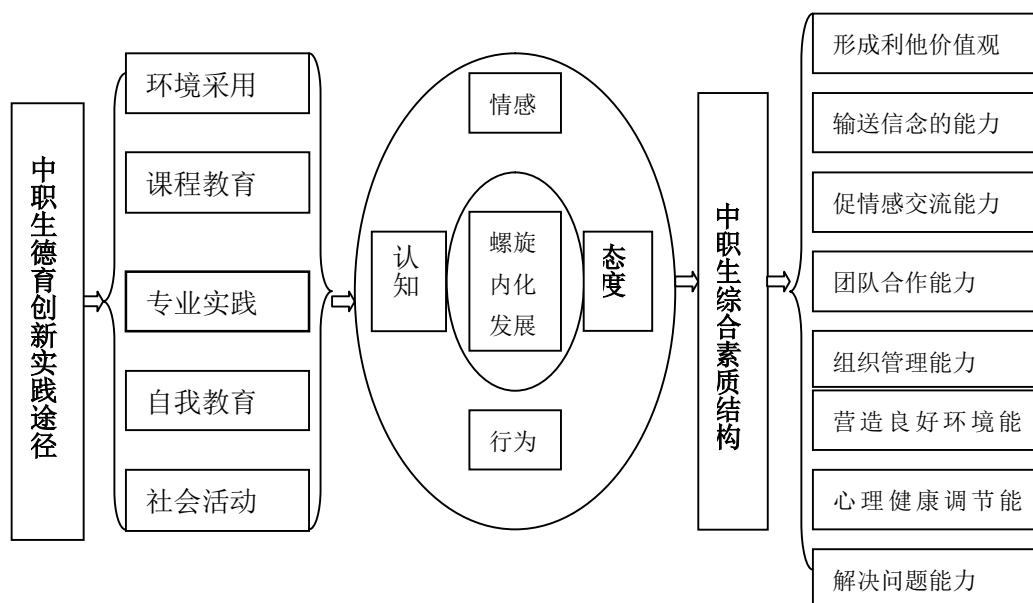 中职生德育创新实践途径
环境采用
课程教育
专业实践
自我教育
社会活动
情感
认知
螺旋
内化
发展
态度
行为
中职生综合素质结构
形成利他价值观
输送信念的能力
促情感交流能力
团队合作能力
组织管理能力
营造良好环境能
心理健康调节能
解决问题能力